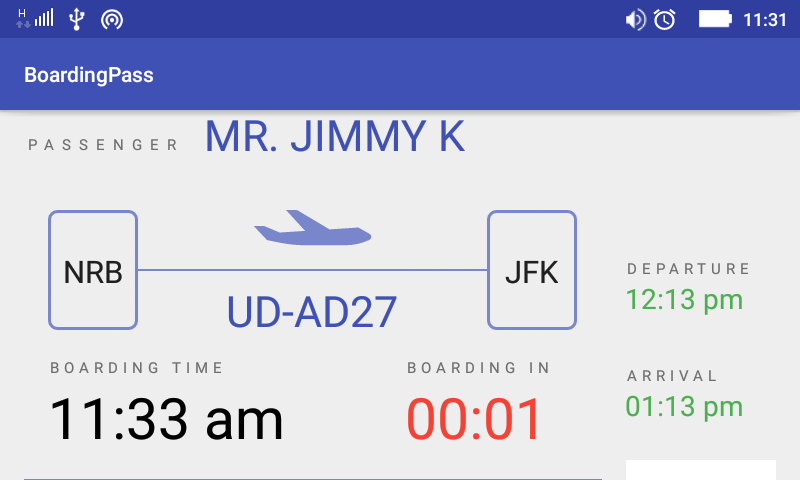 H 11:31
BoardingPass
PASSENGER MR. JIMMY K
NRB JFK
UD-AD27
DEPARTURE
12:13 pm
BOARDING TIME BOARDING IN
11:33 am 00:01
ARRIVAL
01:13 pm